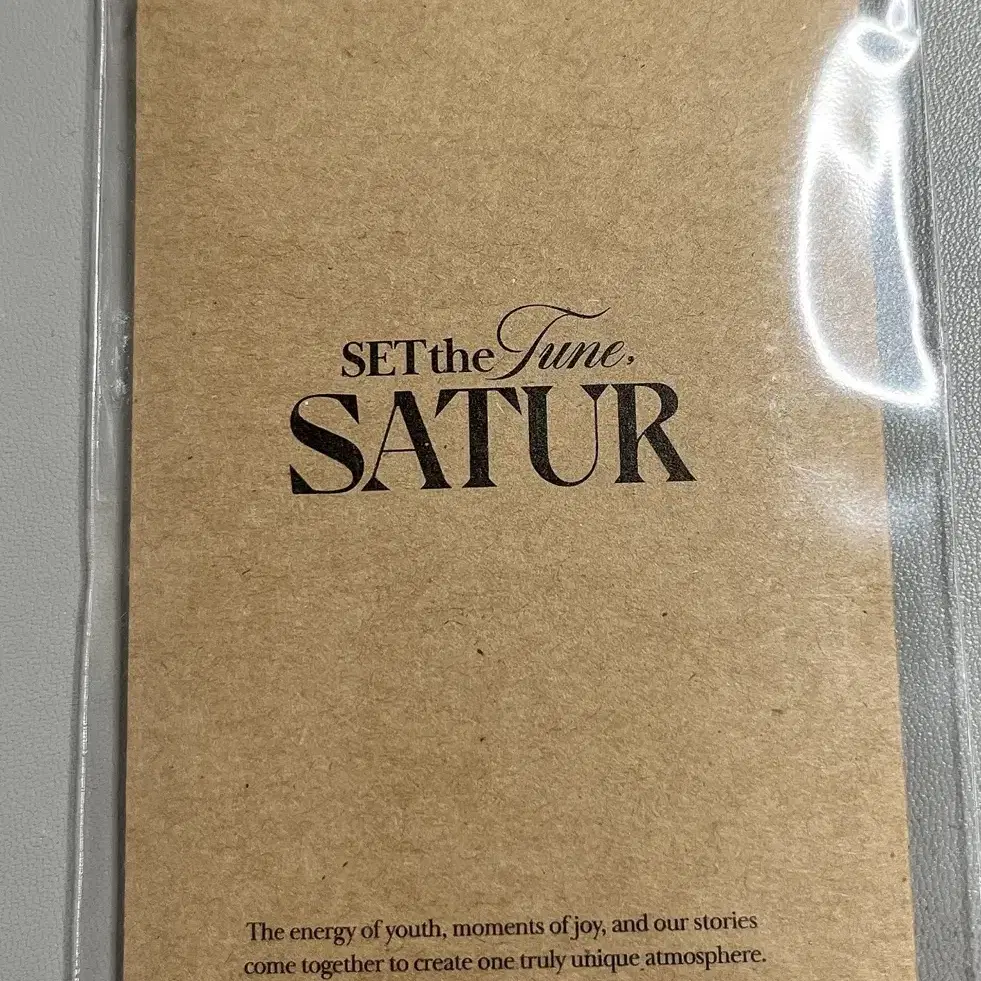 SET the Tune,
SATUR
The energy of youth, moments of joy, and our stories
come together to create one truly unique atmosphere.